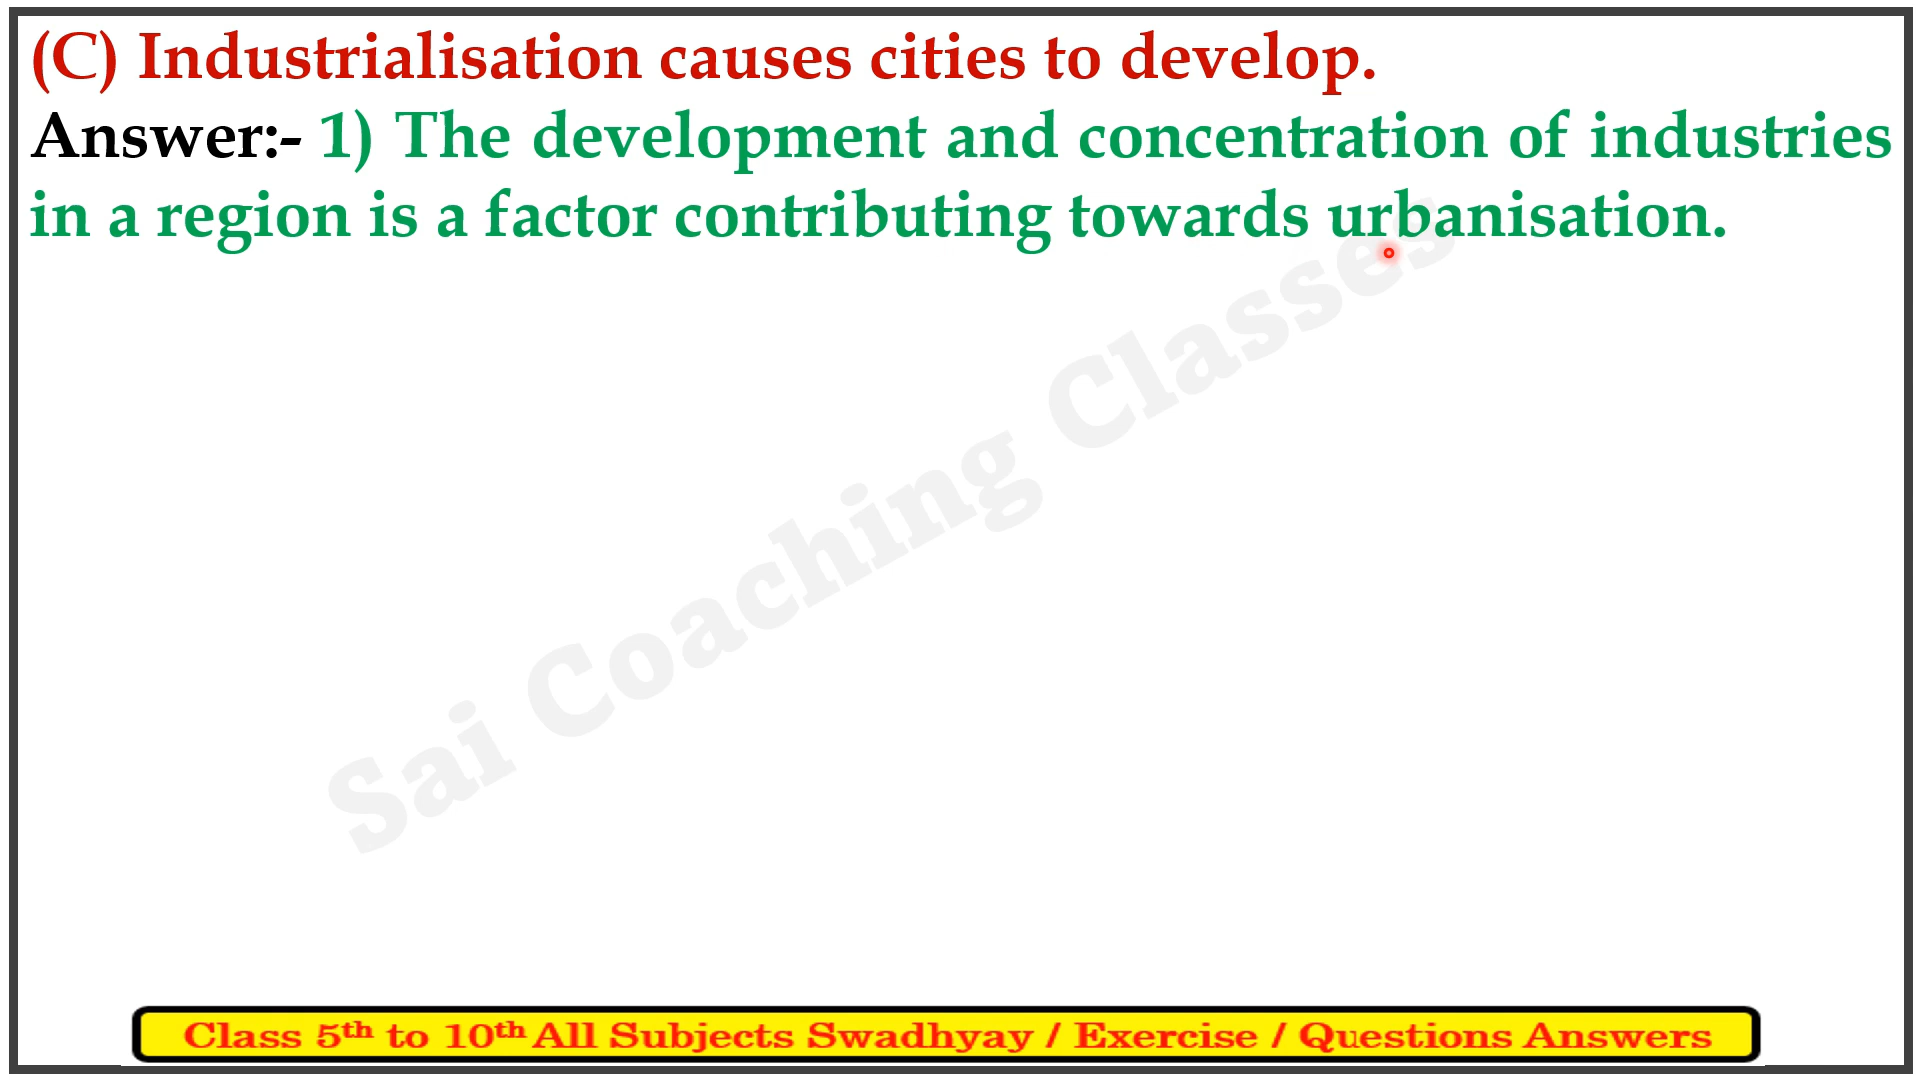 (C) Industrialisation causes cities to develop.
Answer:- 1) The development and concentration of industries
in a region is a factor contributing towards urbanisation.
Sai Coaching Classes
Class 5th to 10th All Subjects Swadhyay / Exercise / Questions Answers